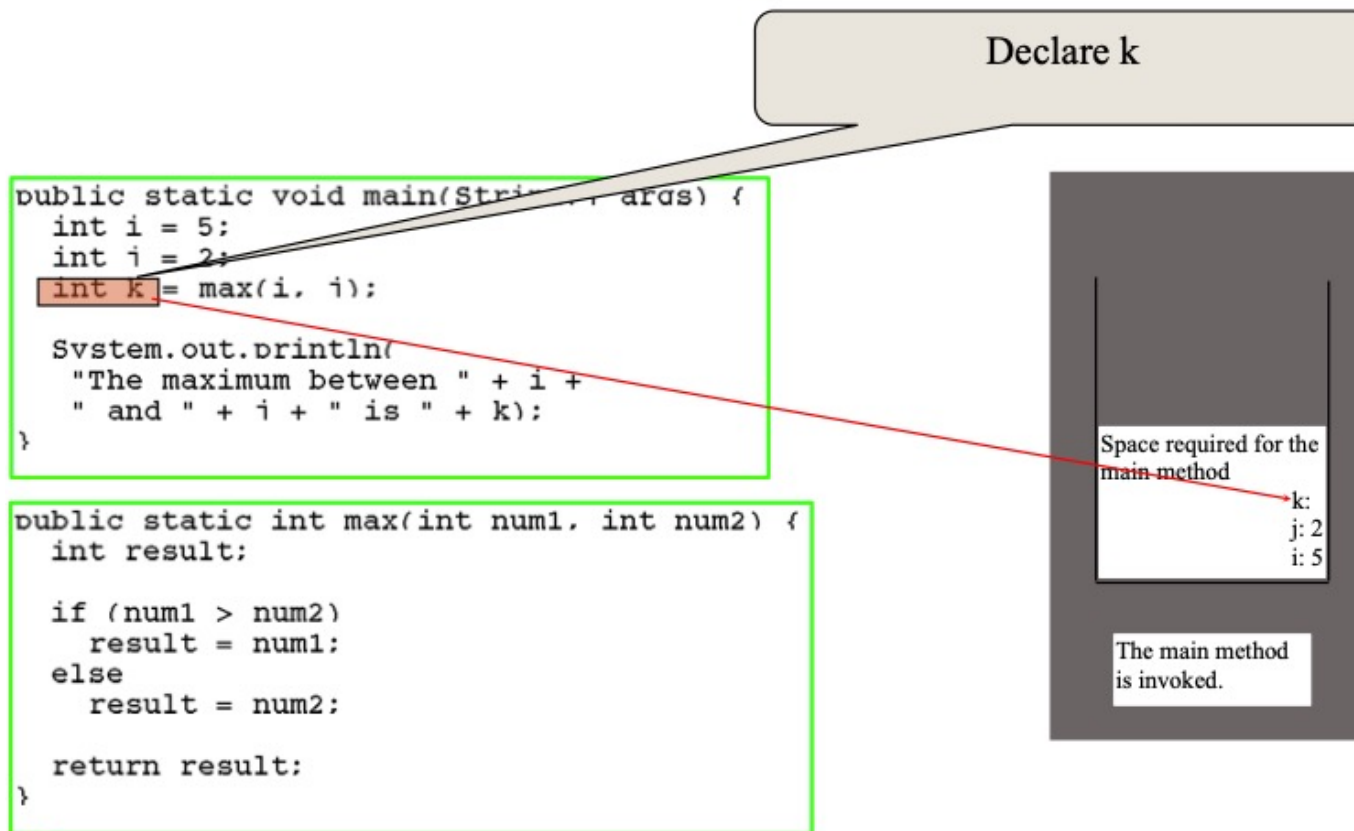 Declare k
public static void main(String[] args) {
int i = 5;
int j = 2;
int k = max(i, j);
System.out.println(
"The maximum between " + i +
" and " + j + " is " + k);
}
public static int max(int num1, int num2) {
int result;
if (num1 > num2)
result = num1;
else
result = num2;
return result;
}
Space required for the
main method
k:
j: 2
i: 5
The main method
is invoked.